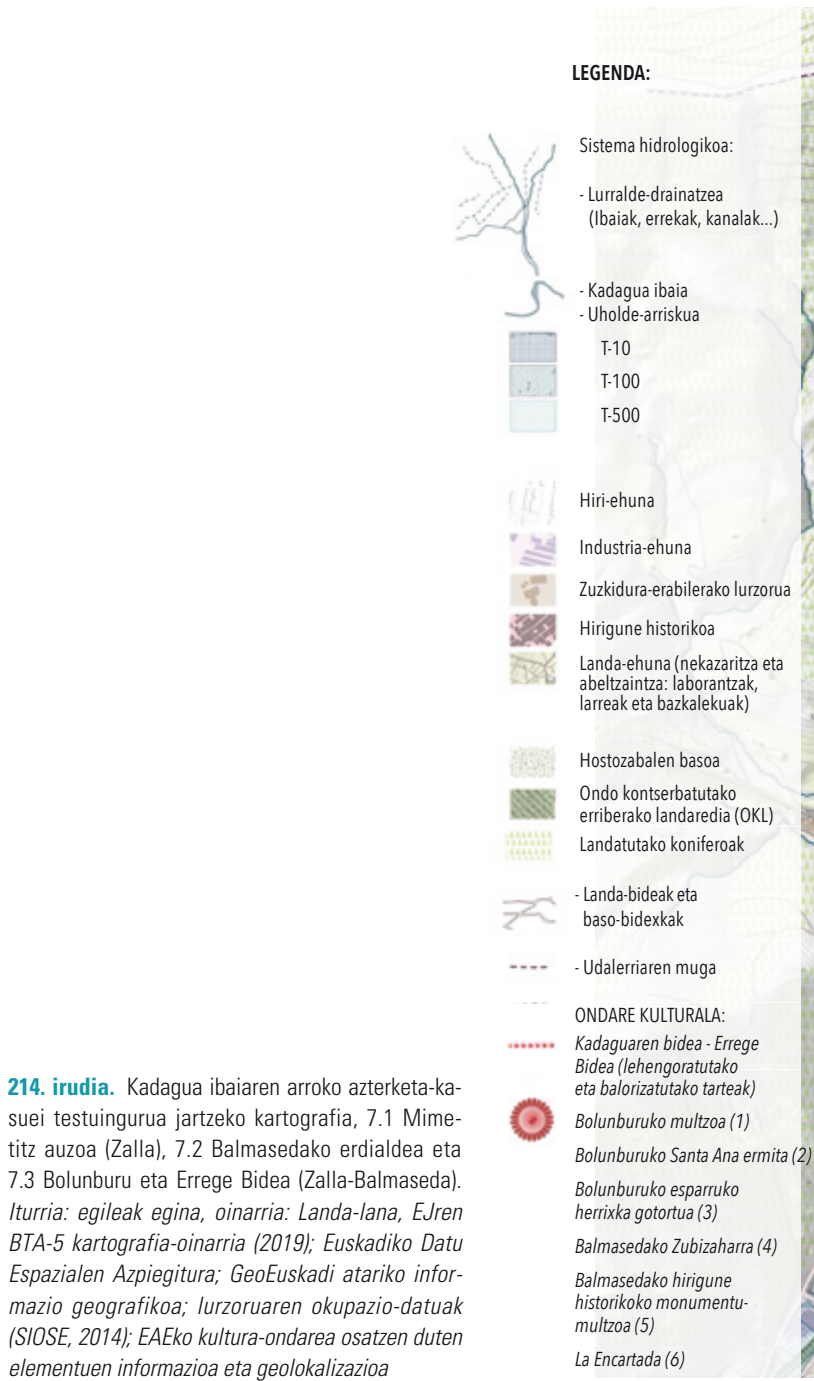 LEGENDA:
Sistema hidrologikoa:
- Lurralde-drainatzea
(Ibaiak, errekak, kanalak...)
- Kadagua ibaia
- Uholde-arriskua
T-10
T-100
T-500
Hiri-ehuna
Industria-ehuna
Zuzkidura-erabilerako lurzorua
Hirigune historikoa
Landa-ehuna (nekazaritza eta
abeltzaintza: laborantzak,
larreak eta bazkalekuak)
Hostozabalen basoa
Ondo kontserbatutako
erriberako landaredia (OKL)
Landatutako koniferoak
- Landa-bideak eta
baso-bidexkak
- Udalerriaren muga
ONDARE KULTURALA:
Kadaguaren bidea - Errege
Bidea (lehengoratutako
eta balorizatutako tarteak)
Bolunburuko multzoa (1)
Bolunburuko Santa Ana ermita (2)
Bolunburuko esparruko
herrixka gotortua (3)
Balmasedako Zubizaharra (4)
Balmasedako hirigune
historikoko monumentu-
multzoa (5)
La Encartada (6)
214. irudia. Kadagua ibaiaren arroko azterketa-ka-
suei testuingurua jartzeko kartografia, 7.1 Mime-
titz auzoa (Zalla), 7.2 Balmasedako erdialdea eta
7.3 Bolunburu eta Errege Bidea (Zalla-Balmaseda).
Iturria: egileak egina, oinarria: Landa-lana, EJren
BTA-5 kartografia-oinarria (2019); Euskadiko Datu
Espazialen Azpiegitura; GeoEuskadi atariko infor-
mazio geografikoa; lurzoruaren okupazio-datuak
(SIOSE, 2014); EAEko kultura-ondarea osatzen duten
elementuen informazioa eta geolokalizazioa